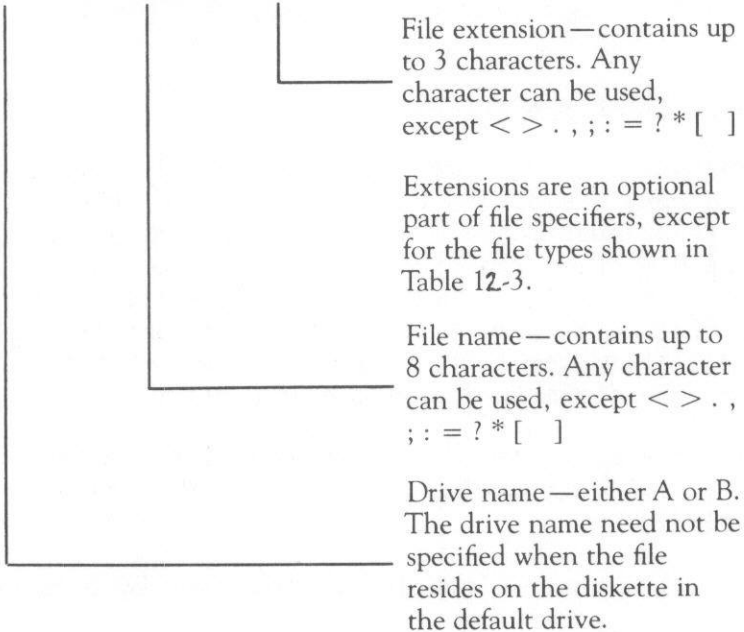 File extension—contains up
to 3 characters. Any
character can be used,
except < > . , ; : = ? * [ ]
Extensions are an optional
part of file specifiers, except
for the file types shown in
Table 12-3.
File name—contains up to
8 characters. Any character
can be used, except < > . ,
; : = ? * [ ]
Drive name—either A or B.
The drive name need not be
specified when the file
resides on the diskette in
the default drive.